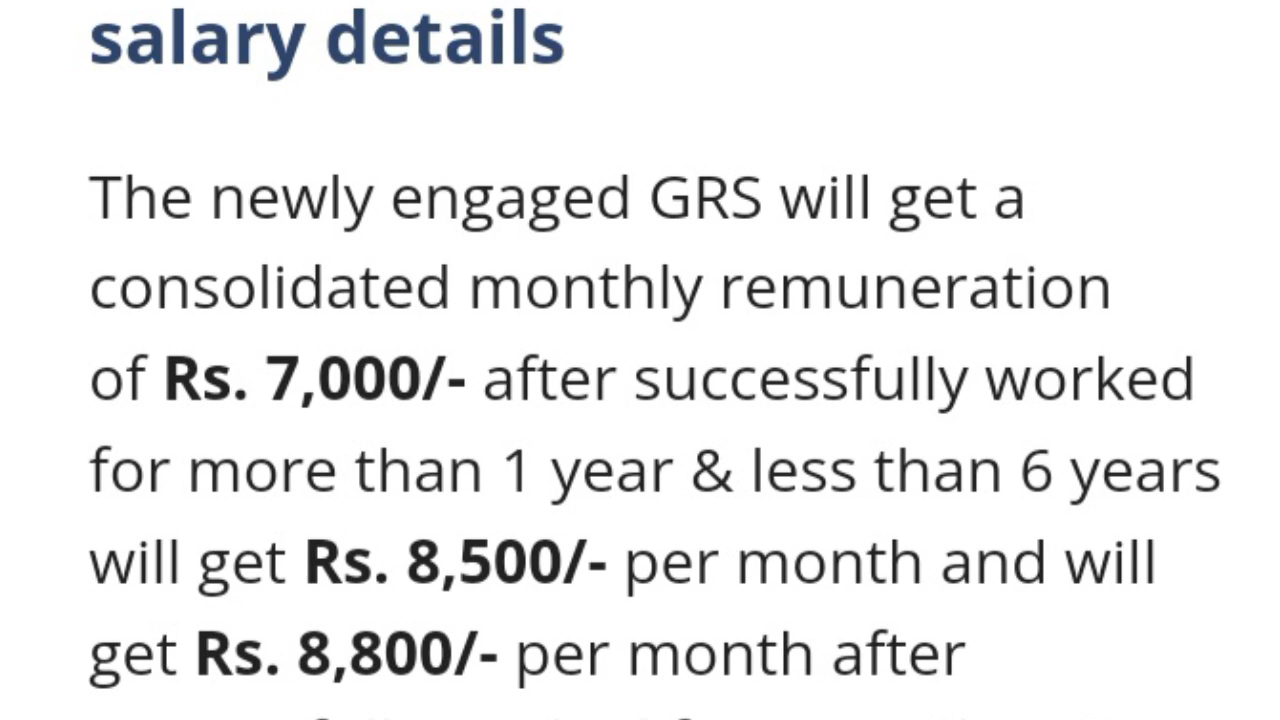 salary details
The newly engaged GRS will get a
consolidated monthly remuneration
of Rs. 7,000/- after successfully worked
for more than 1 year & less than 6 years
will get Rs. 8,500/- per month and will
get Rs. 8,800/- per month after